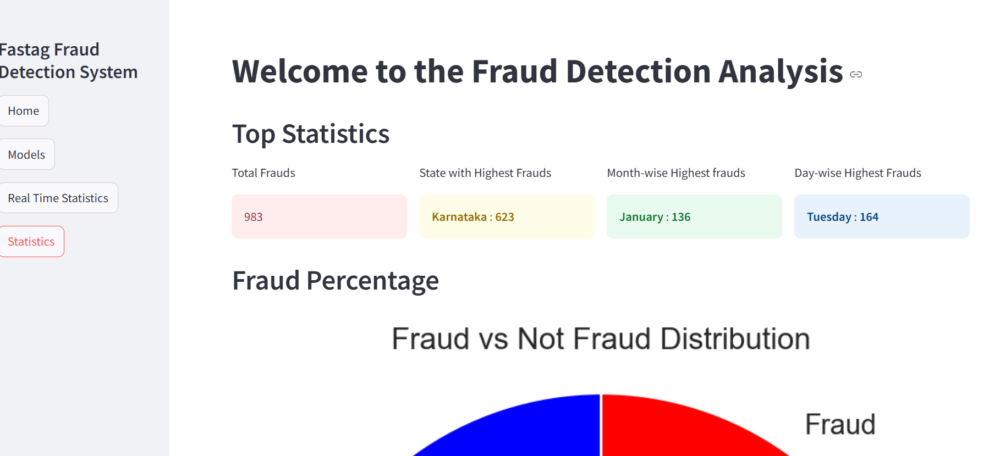 Fastag Fraud
Detection System
Home
Models
Real Time Statistics
Statistics
Welcome to the Fraud Detection Analysis
Top Statistics
Total Frauds
983
State with Highest Frauds
Karnataka : 623
Month-wise Highest frauds
January : 136
Day-wise Highest Frauds
Tuesday : 164
Fraud Percentage
Fraud vs Not Fraud Distribution
Fraud